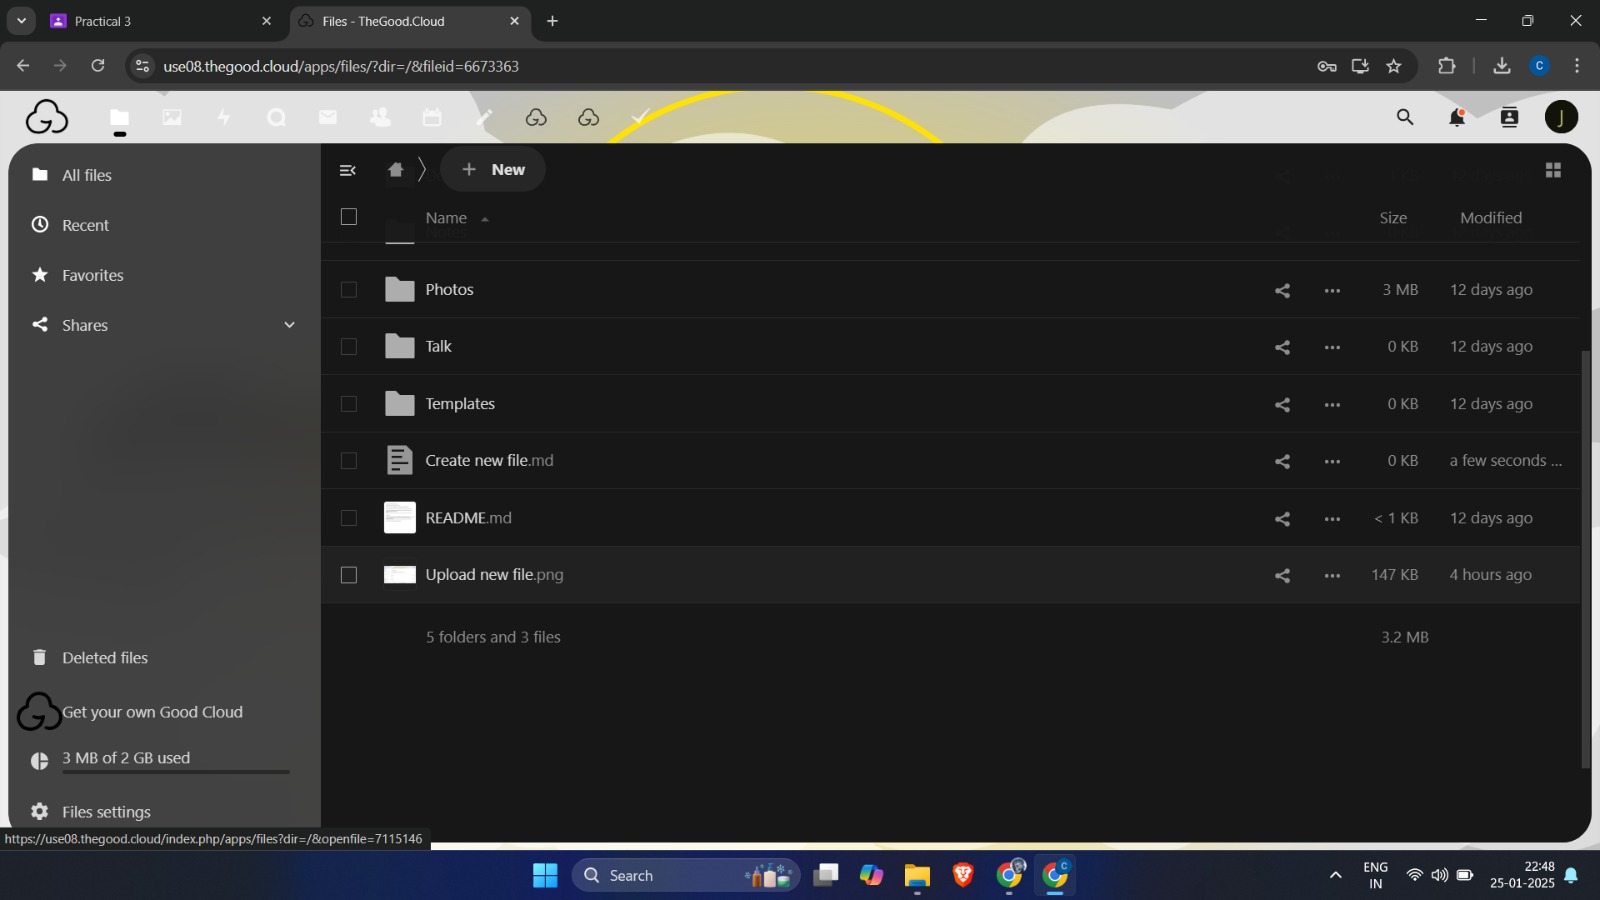 Practical 3
Files - TheGood.Cloud
use08.thegood.cloud/apps/files/?dir=/&fileid=6673363
C
J
All files
Recent
Favorites
Shares
Deleted files
Get your own Good Cloud
3 MB of 2 GB used
Files settings
New
Name
Size
Modified
Notes
Photos
3 MB
12 days ago
Talk
0 KB
12 days ago
Templates
0 KB
12 days ago
Create new file.md
0 KB
a few seconds ...
README.md
< 1 KB
12 days ago
Upload new file.png
147 KB
4 hours ago
5 folders and 3 files
3.2 MB
https://use08.thegood.cloud/index.php/apps/files?dir=/&openfile=7115146
Search
C
ENG
IN
22:48
25-01-2025